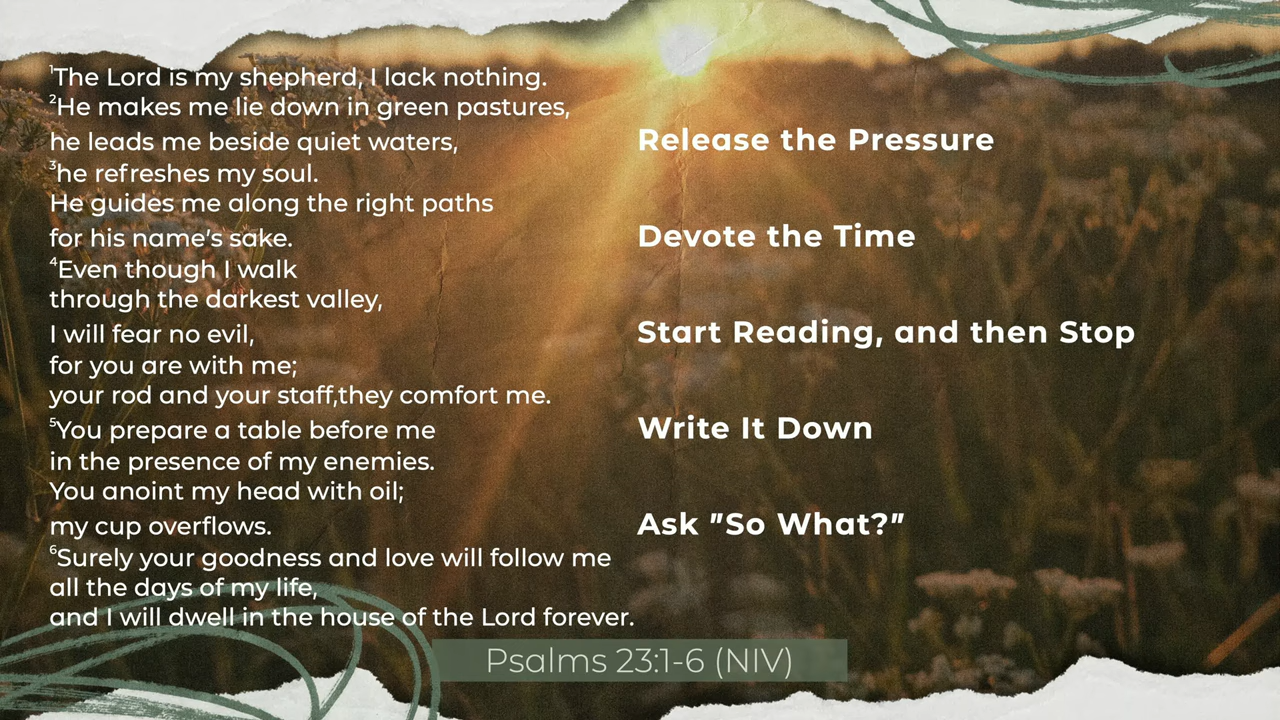 ¹The Lord is my shepherd, I lack nothing.
²He makes me lie down in green pastures,
he leads me beside quiet waters,
³he refreshes my soul.
He guides me along the right paths
for his name’s sake.
⁴Even though I walk
through the darkest valley,
I will fear no evil,
for you are with me;
your rod and your staff,they comfort me.
⁵You prepare a table before me
in the presence of my enemies.
You anoint my head with oil;
my cup overflows.
⁶Surely your goodness and love will follow me
all the days of my life,
and I will dwell in the house of the Lord forever.
Release the Pressure
Devote the Time
Start Reading, and then Stop
Write It Down
Ask "So What?"
Psalms 23:1-6 (NIV)